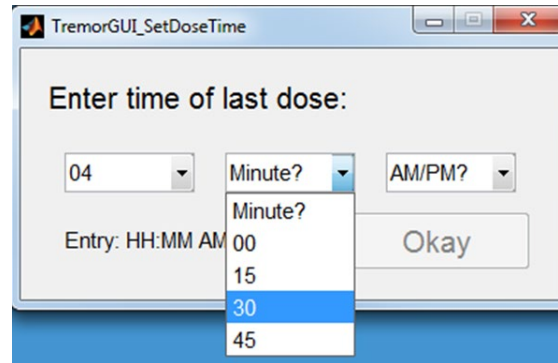 TremorGUI_SetDoseTime
Enter time of last dose:
04 Minute? AM/PM?
Minute?
Entry: HH:MM AM 00 Okay
15
30
45